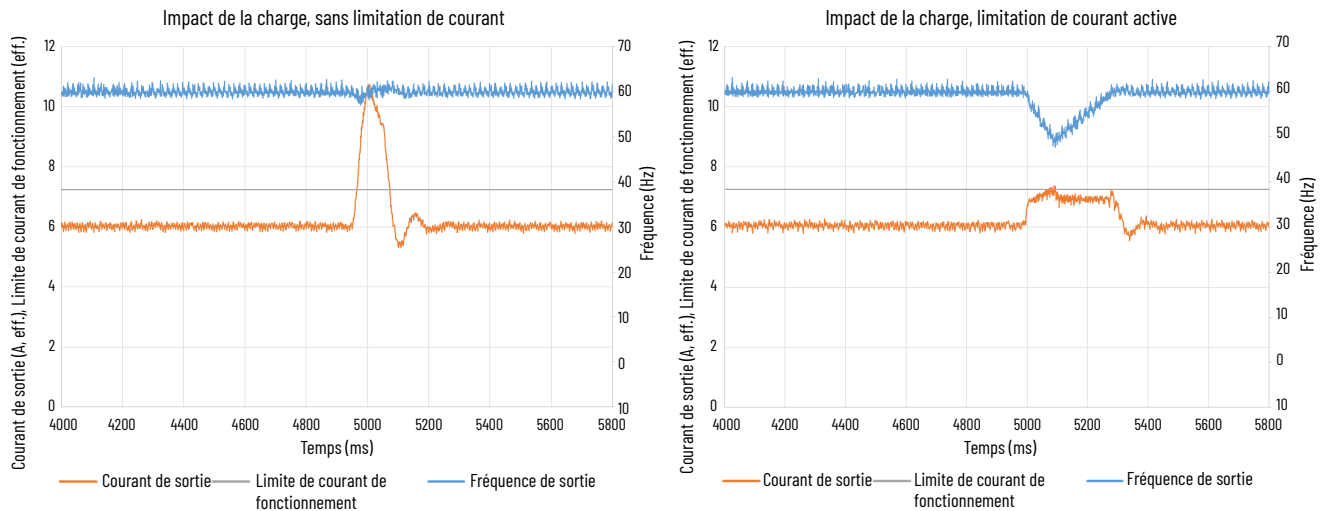 Impact de la charge, sans limitation de courant
Courant de sortie (A, eff.), Limite de courant de fonctionnement (eff.)
12
10
8
6
4
2
0
70
60
50
40
30
20
10
0
10
Fréquence (Hz)
4000 4200 4400 4600 4800 5000 5200 5400 5600 5800
Temps (ms)
Courant de sortie
Limite de courant de
fonctionnement
Fréquence de sortie
Impact de la charge, limitation de courant active
Courant de sortie (A, eff.), Limite de courant de fonctionnement (eff.)
12
10
8
6
4
2
0
70
60
50
40
30
20
10
0
10
Fréquence (Hz)
4000 4200 4400 4600 4800 5000 5200 5400 5600 5800
Temps (ms)
Courant de sortie
Limite de courant de
fonctionnement
Fréquence de sortie